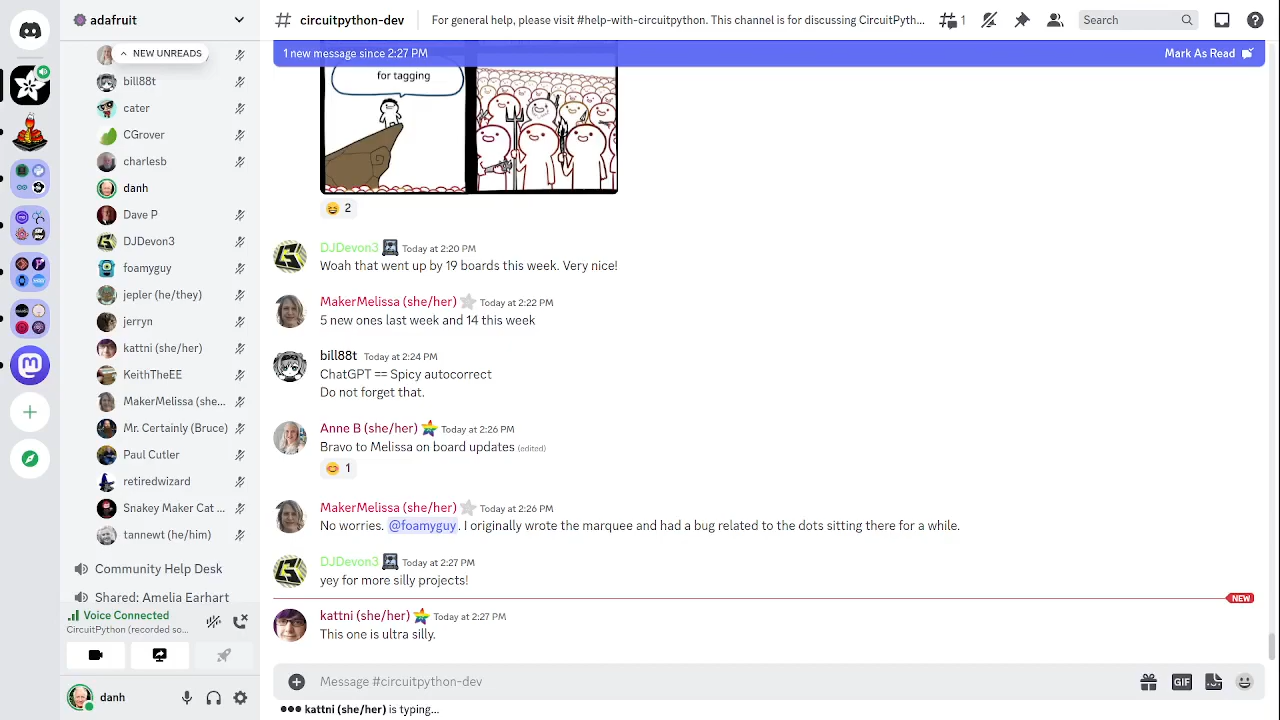 adafruit
circuitpython-dev
For general help, please visit #help-with-circuitpython. This channel is for discussing CircuitPyth...
1
Search
NEW UNREADS
bill88t
cater
CGrover
charlesb
danh
Dave P
DJDevon3
foamyguy
jepler (he/they)
jerryn
kattni (she/her)
KeithTheEE
MakerMelissa (she...
Mr. Certainly (Bruce)
Paul Cutler
retiredwizard
Snakey Maker Cat ...
tannewt (he/him)
Community Help Desk
Shared: Amelia Earhart
Voice Connected
CircuitPython (recorded so...
danh
1 new message since 2:27 PM
Mark As Read
for tagging
2
DJDevon3 Today at 2:20 PM
Woah that went up by 19 boards this week. Very nice!
MakerMelissa (she/her) Today at 2:22 PM
5 new ones last week and 14 this week
bill88t Today at 2:24 PM
ChatGPT == Spicy autocorrect
Do not forget that.
Anne B (she/her) Today at 2:26 PM
Bravo to Melissa on board updates (edited)
1
MakerMelissa (she/her) Today at 2:26 PM
No worries. @foamyguy. I originally wrote the marquee and had a bug related to the dots sitting there for a while.
DJDevon3 Today at 2:27 PM
yey for more silly projects!
NEW
kattni (she/her) Today at 2:27 PM
This one is ultra silly.
Message #circuitpython-dev
GIF
kattni (she/her) is typing...